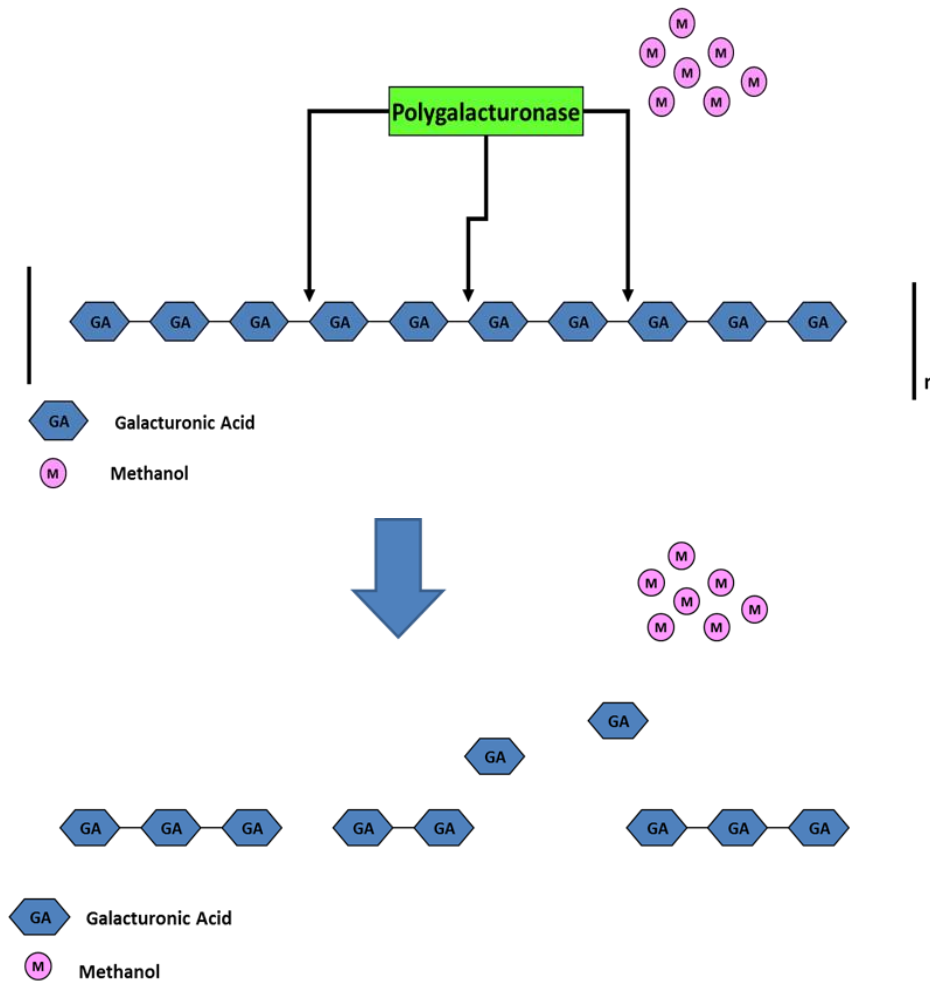 M
M M
M M
M M
Polygalacturonase
GA GA GA GA GA GA GA GA GA GA
n
GA Galacturonic Acid
M Methanol
M
M M
M M
M M
GA
GA
GA GA GA GA GA GA GA GA
GA Galacturonic Acid
M Methanol